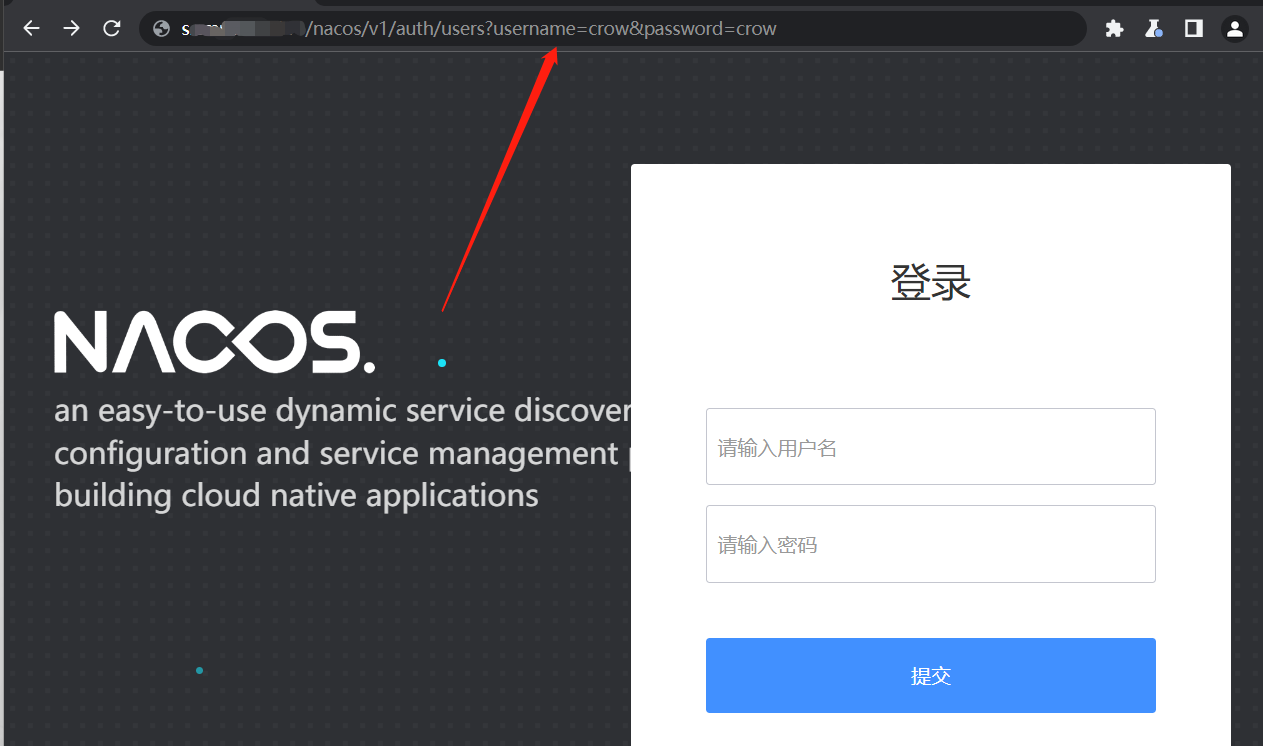 /nacos/v1/auth/users?username=crow&password=crow
登录
NACOS.
an easy-to-use dynamic service discover
configuration and service management
building cloud native applications
请输入用户名
请输入密码
提交